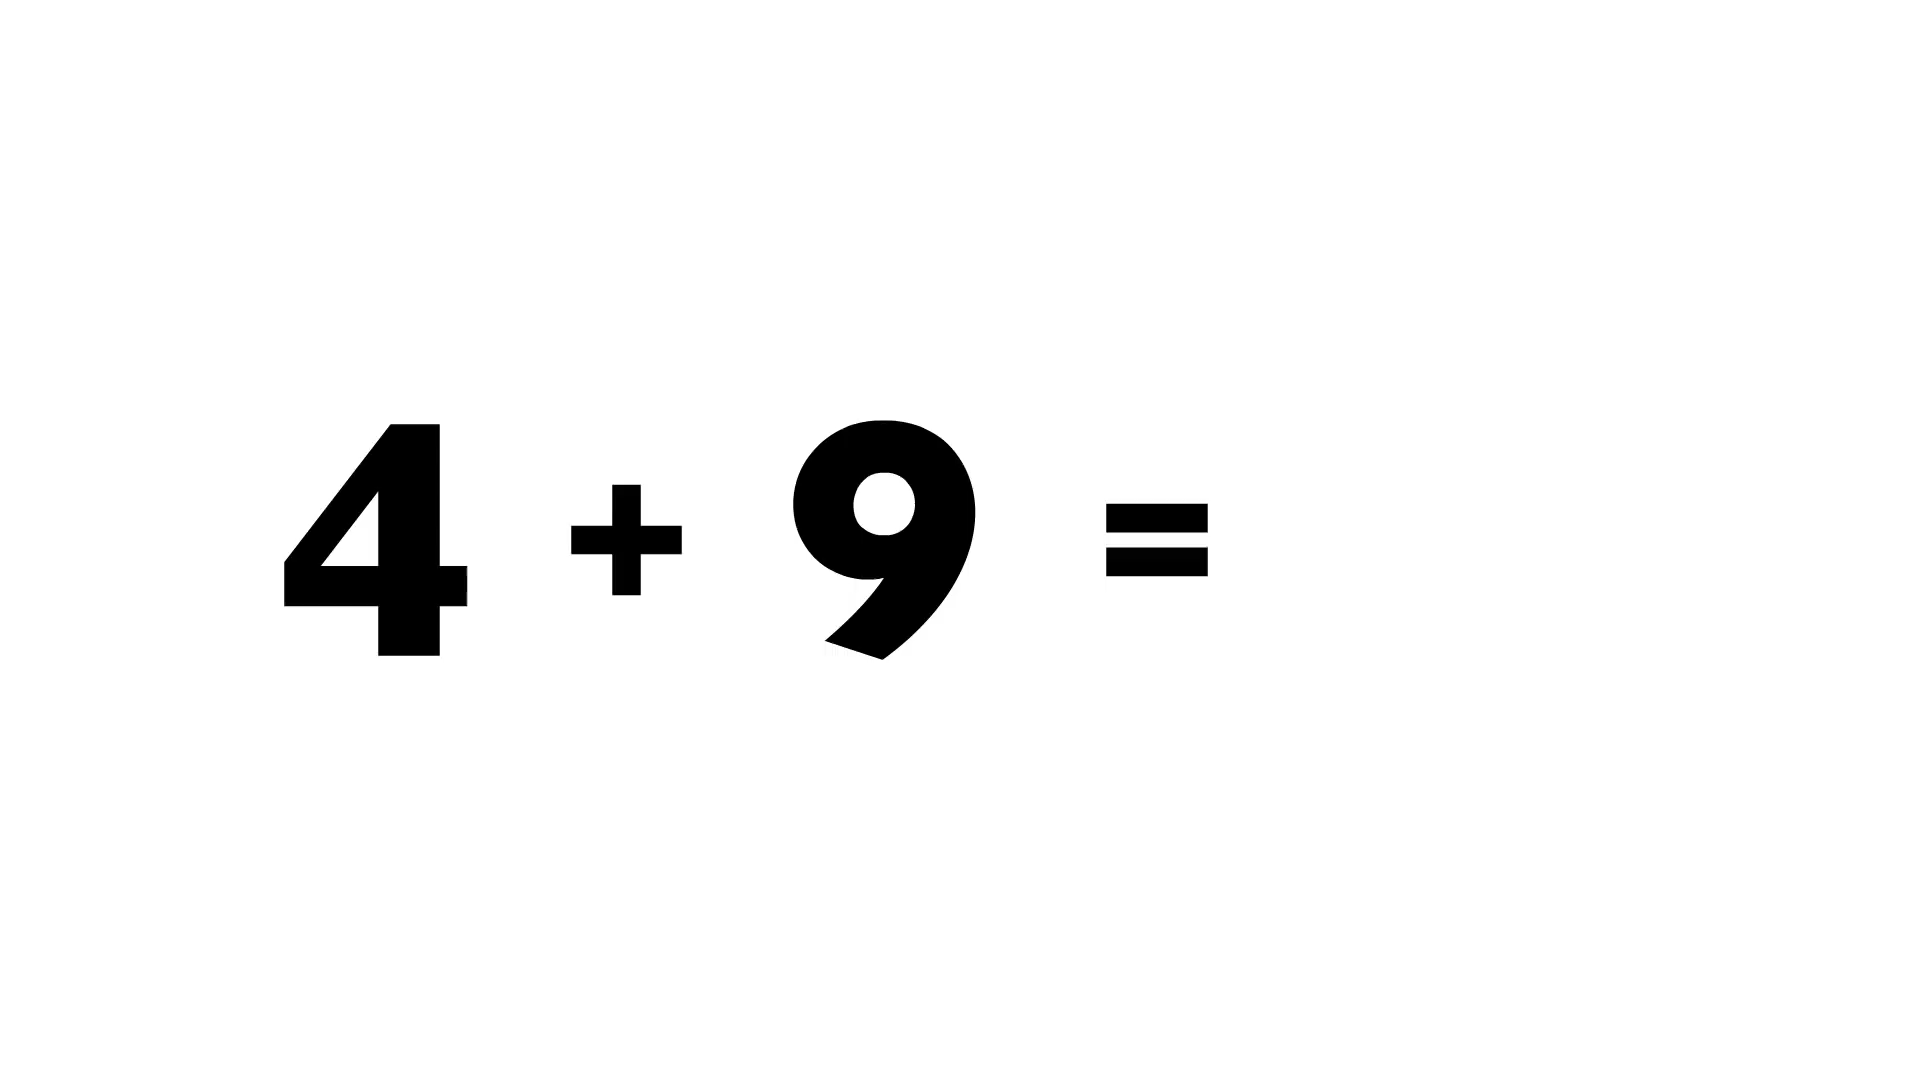 4 + 9 =